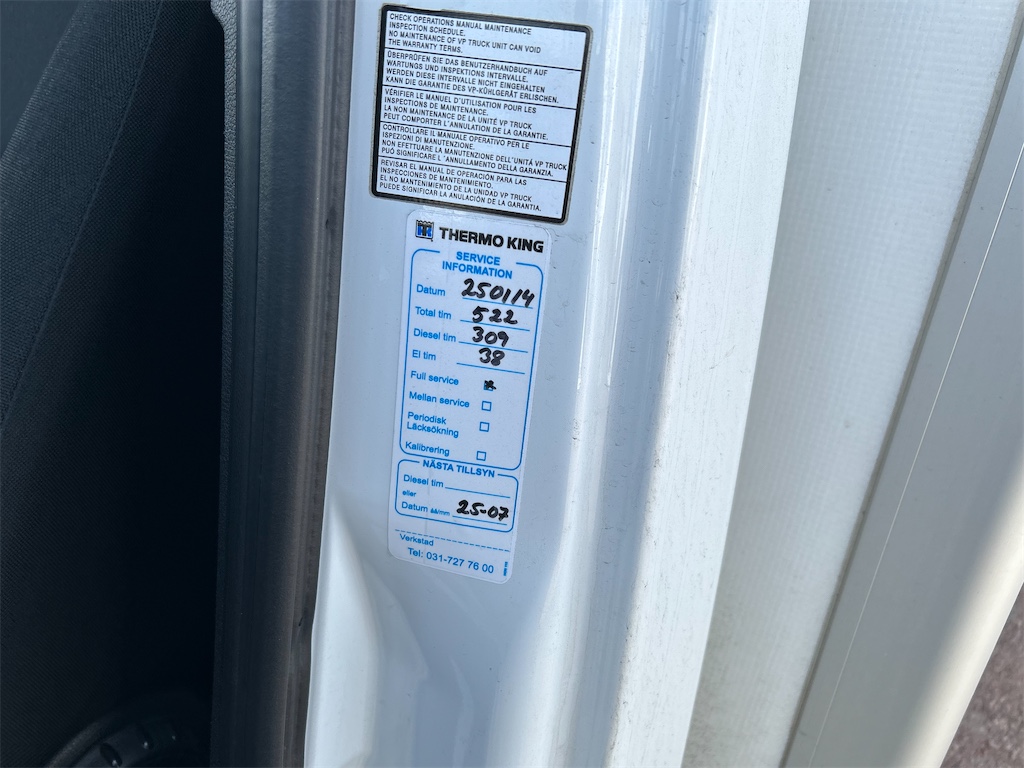 CHECK OPERATIONS MANUAL MAINTENANCE
INSPECTION SCHEDULE.
NO MAINTENANCE OF VP TRUCK UNIT CAN VOID
THE WARRANTY TERMS.
ÜBERPRÜFEN SIE DAS BENUTZERHANDBUCH AUF
WARTUNGS UND INSPEKTIONS INTERVALLE.
WERDEN DIESE INTERVALLE NICHT EINGEHALTEN
KANN DIE GARANTIE DES VP-KÜHLGERÄT ERLISCHEN.
VÉRIFIER LE MANUEL D'UTILISATION POUR LES
INSPECTIONS DE MAINTENANCE.
LA NON MAINTENANCE DE LA UNITÉ VP TRUCK
PEUT COMPORTER L'ANNULATION DE LA GARANTIE.
CONTROLLARE IL MANUALE OPERATIVO PER LE
ISPEZIONI DI MANUTENZIONE.
NON EFETTUARE LA MANUTENZIONE DELL'UNITÁ VP TRUCK
PUÓ SIGNIFICARE L'ANNULLAMENTO DELLA GARANZIA.
REVISAR EL MANUAL DE OPERACIÓN PARA LAS
INSPECCIONES DE MANTENIMIENTO.
EL NO MANTENIMIENTO DE LA UNIDAD VP TRUCK
PUEDE SIGNIFICAR LA ANULACIÓN DE LA GARANTIA.
THERMO KING
SERVICE
INFORMATION
Datum 250114
Total tim 522
Diesel tim 309
El tim 38
Full service
Mellan service
Periodisk
Läcksökning
Kalibrering
NÄSTA TILLSYN
Diesel tim
eller
Datum åå/mm 25-07
Verkstad
Tel: 031-727 76 00